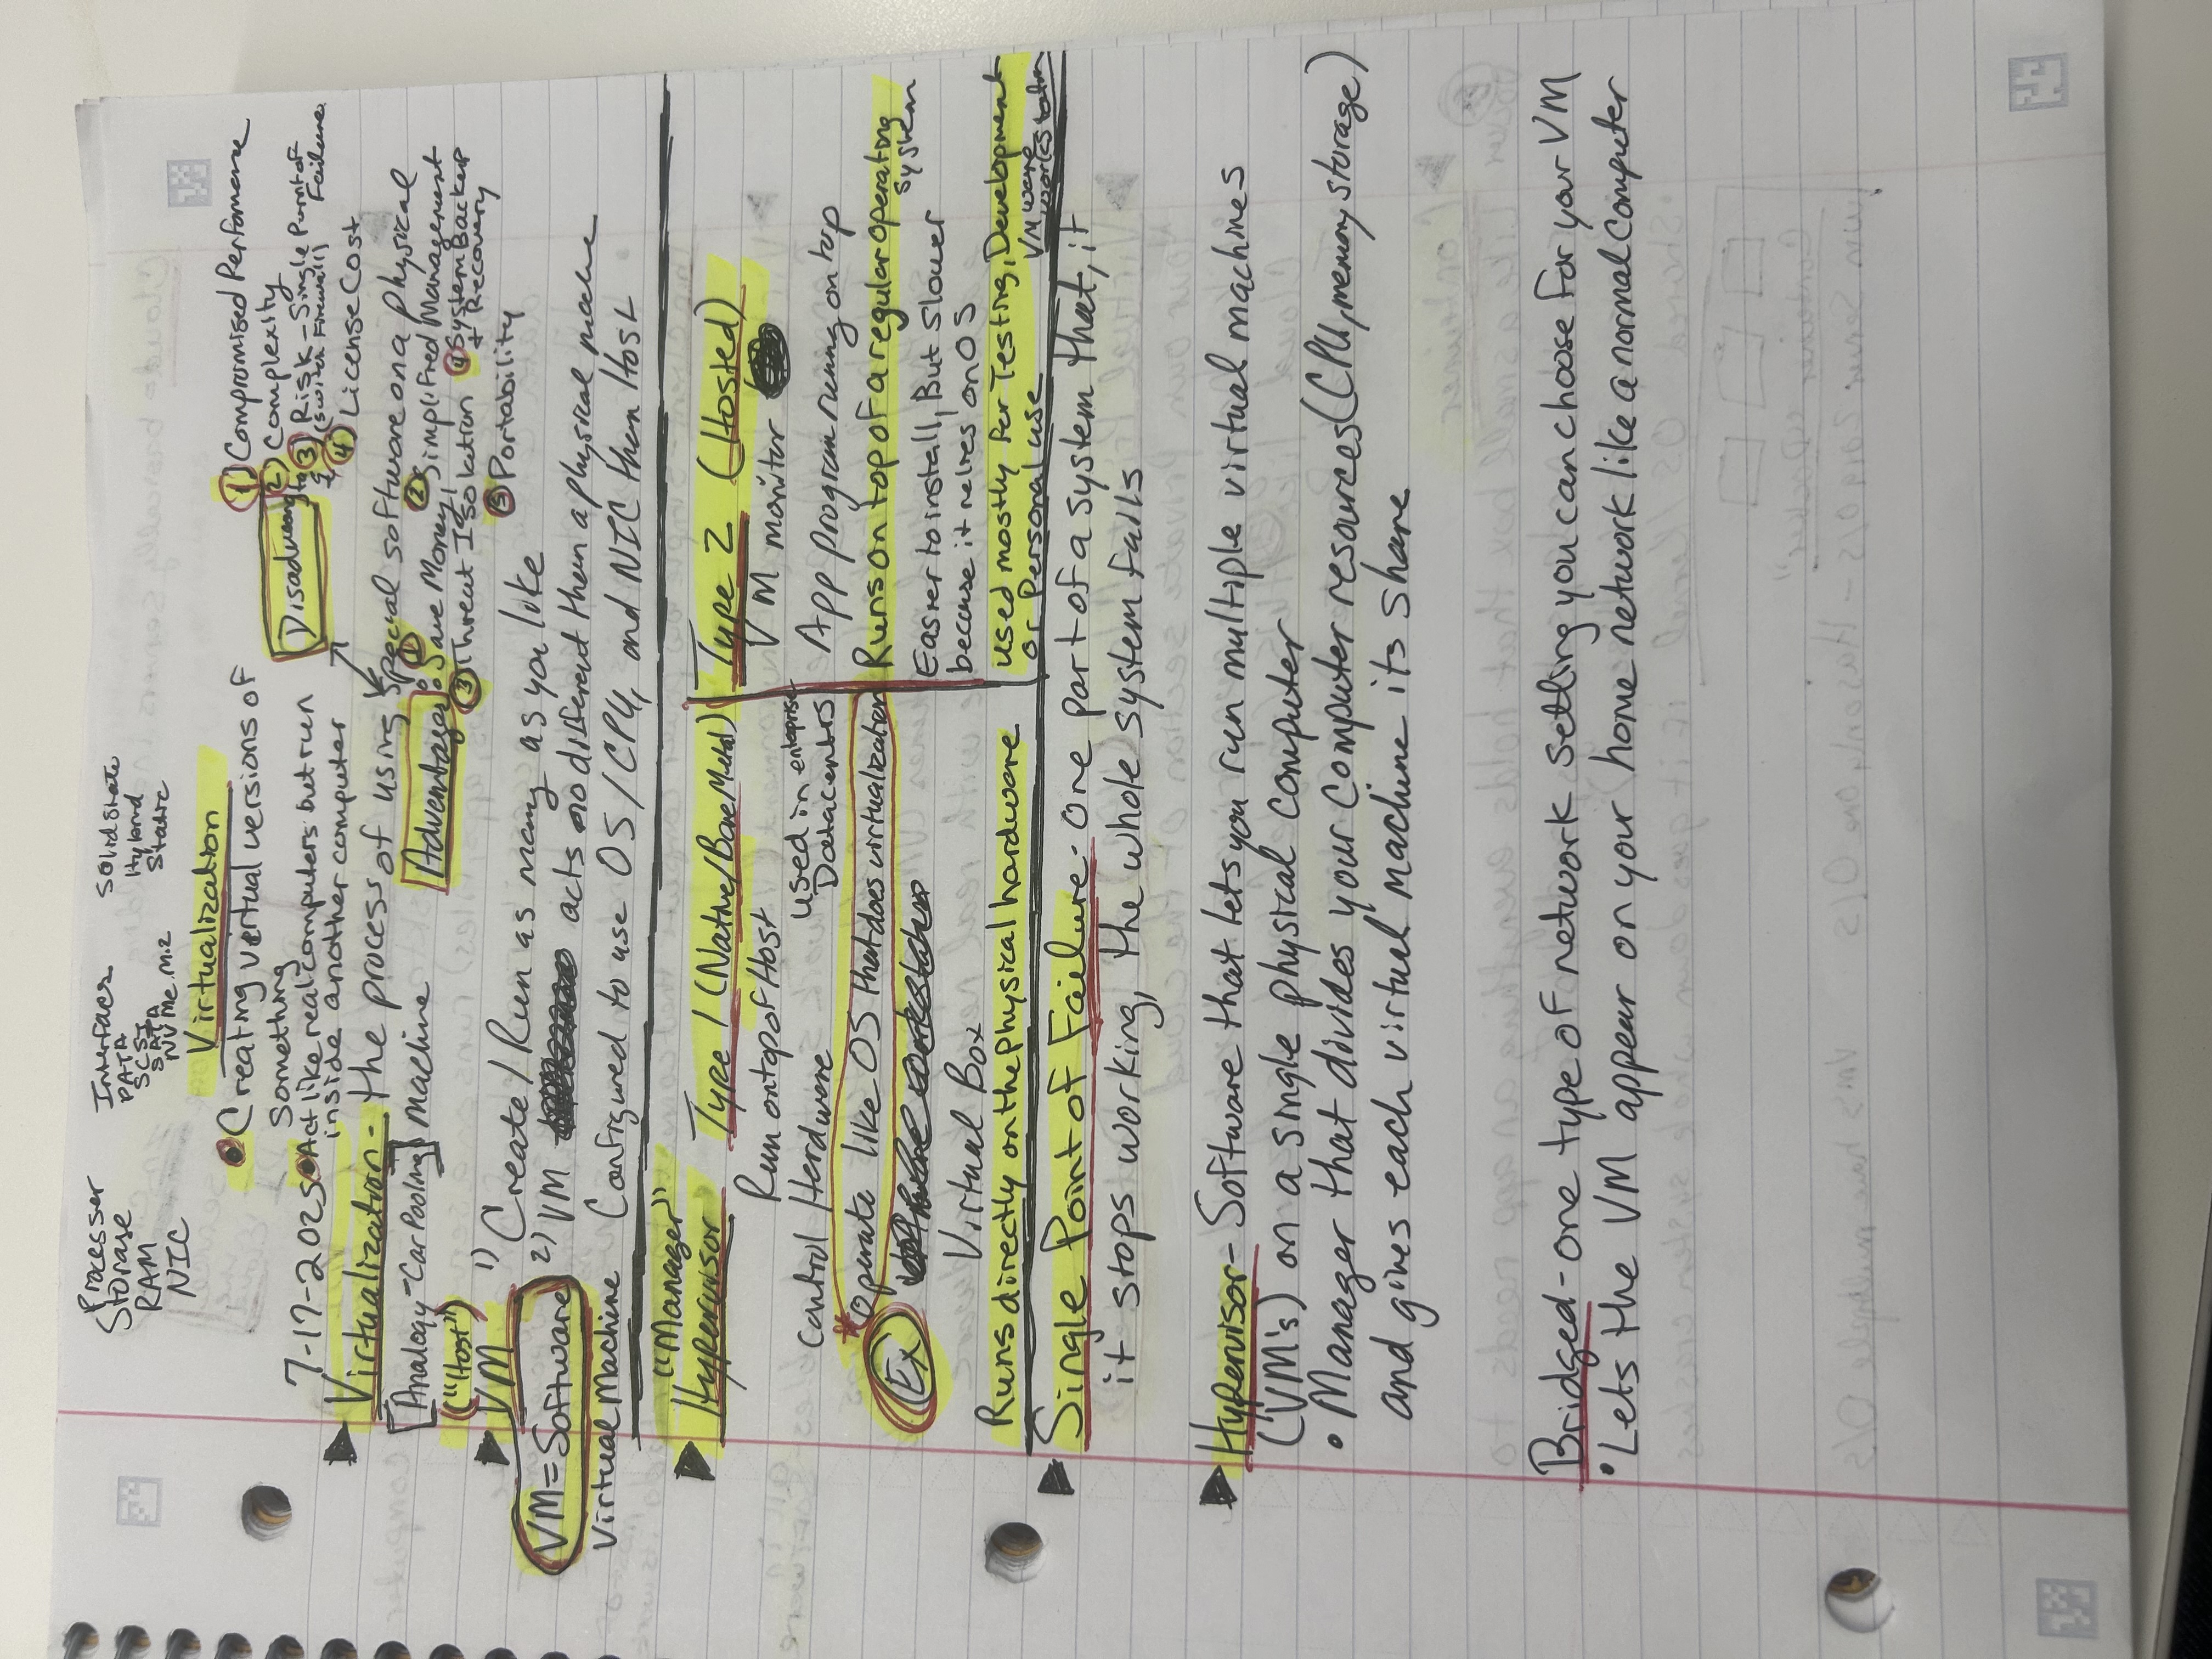 Processer
Storage
RAM
NIC
Interfaces
PATA
SCSI
SATA
NVMe M.2
Solid State
Hybrid
Static
Virtualization
• Creating virtual versions of
Something
7-17-2025 • Act like real computers but run
inside another computer
Disadvantage
1) Compromised Perfomance
2) Complexity
3) Risk - Single Point of Failure
(Switch Firewall)
4) License Cost
Virtualization - the process of using special software on a physical
[Analogy - Car Pooling] machine
Advantages: 1 Save Money, 2 Simplified Management
3 Threat Isolation 4 System Backup
+ Recovery
5 Portability
("Host")
VM 1) Create / Run as many as you like
VM = Software 2) VM acts no different then a physical machine
Virtual Machine Configured to use OS / CPU, and NIC then Host
"Manager"
Hypervisor
Type 1 (Native/Bare Metal)
Run on top of Host
Control Hardware
used in enteprise
Datacenters
*Operate like OS that does virtualization
Ex
Virtual Box
Runs directly on the Physical hardware
Type 2 (Hosted)
VM monitor
App program runng on top
Runs on top of a regular operating
system
Easier to install, But slower
because it relies on OS
used mostly for Testing, Development
or Personal use
VMware
workstation
Single Point of Failure - one part of a system that, if
it stops working, the whole system fails
Hypervisor - Software that lets you run multiple virtual machines
(VM's) on a single physical computer
• Manager that divides your computer resources (CPU, memory, storage)
and gives each virtual machine its share
Bridged - one type of network setting you can choose for your VM
• Lets the VM appear on your home network like a normal computer